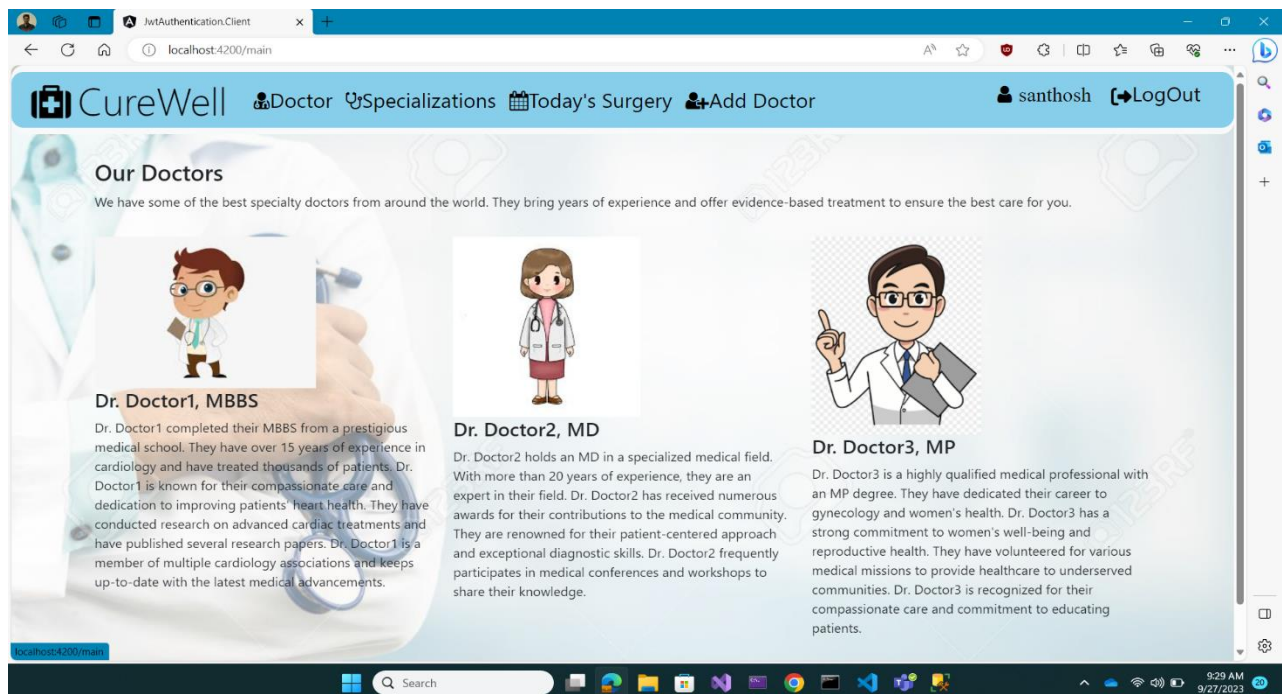 JwtAuthentication.Client
localhost:4200/main
CureWell Doctor Specializations Today's Surgery Add Doctor santhosh LogOut
Our Doctors
We have some of the best specialty doctors from around the world. They bring years of experience and offer evidence-based treatment to ensure the best care for you.
Dr. Doctor1, MBBS
Dr. Doctor1 completed their MBBS from a prestigious
medical school. They have over 15 years of experience in
cardiology and have treated thousands of patients. Dr.
Doctor1 is known for their compassionate care and
dedication to improving patients' heart health. They have
conducted research on advanced cardiac treatments and
have published several research papers. Dr. Doctor1 is a
member of multiple cardiology associations and keeps
up-to-date with the latest medical advancements.
Dr. Doctor2, MD
Dr. Doctor2 holds an MD in a specialized medical field.
With more than 20 years of experience, they are an
expert in their field. Dr. Doctor2 has received numerous
awards for their contributions to the medical community.
They are renowned for their patient-centered approach
and exceptional diagnostic skills. Dr. Doctor2 frequently
participates in medical conferences and workshops to
share their knowledge.
Dr. Doctor3, MP
Dr. Doctor3 is a highly qualified medical professional with
an MP degree. They have dedicated their career to
gynecology and women's health. Dr. Doctor3 has a
strong commitment to women's well-being and
reproductive health. They have volunteered for various
medical missions to provide healthcare to underserved
communities. Dr. Doctor3 is recognized for their
compassionate care and commitment to educating
patients.
123RF
localhost:4200/main
Search
9:29 AM
9/27/2023
20